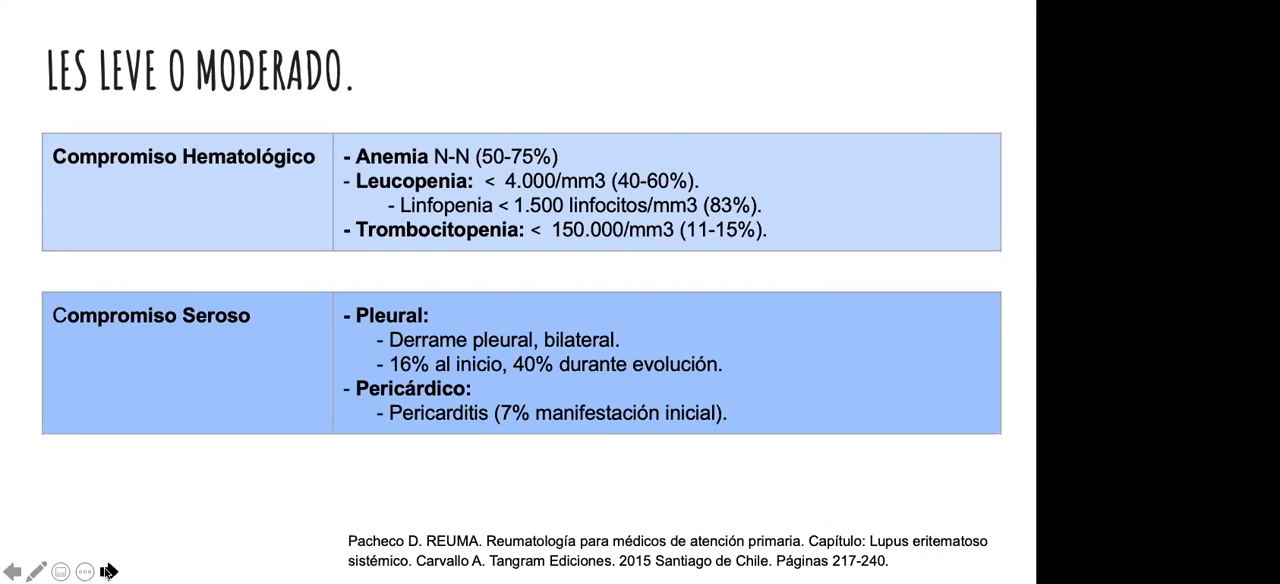 LES LEVE O MODERADO.
Compromiso Hematológico
- Anemia N-N (50-75%)
- Leucopenia: < 4.000/mm3 (40-60%).
- Linfopenia < 1.500 linfocitos/mm3 (83%).
- Trombocitopenia: < 150.000/mm3 (11-15%).
Compromiso Seroso
- Pleural:
- Derrame pleural, bilateral.
- 16% al inicio, 40% durante evolución.
- Pericárdico:
- Pericarditis (7% manifestación inicial).
Pacheco D. REUMA. Reumatología para médicos de atención primaria. Capítulo: Lupus eritematoso
sistémico. Carvallo A. Tangram Ediciones. 2015 Santiago de Chile. Páginas 217-240.